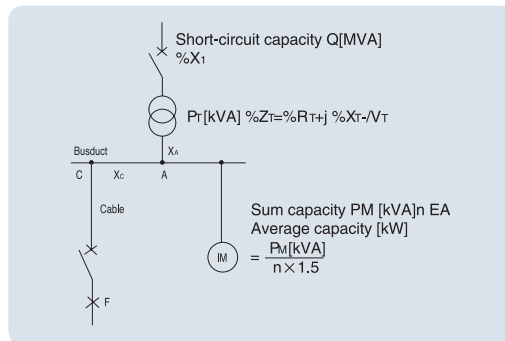 Short-circuit capacity Q[MVA]
%X1
PT[kVA] %ZT=%RT+j %XT-/VT
Busduct
XA
C
XC
A
Cable
Sum capacity PM [kVA]n EA
Average capacity [kW]
IM
= PM[kVA]
n×1.5
F